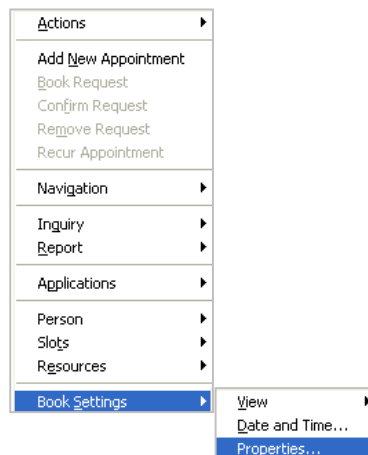 Actions
Add New Appointment
Book Request
Confirm Request
Remove Request
Recur Appointment
Navigation
Inquiry
Report
Applications
Person
Slots
Resources
Book Settings
View
Date and Time...
Properties...